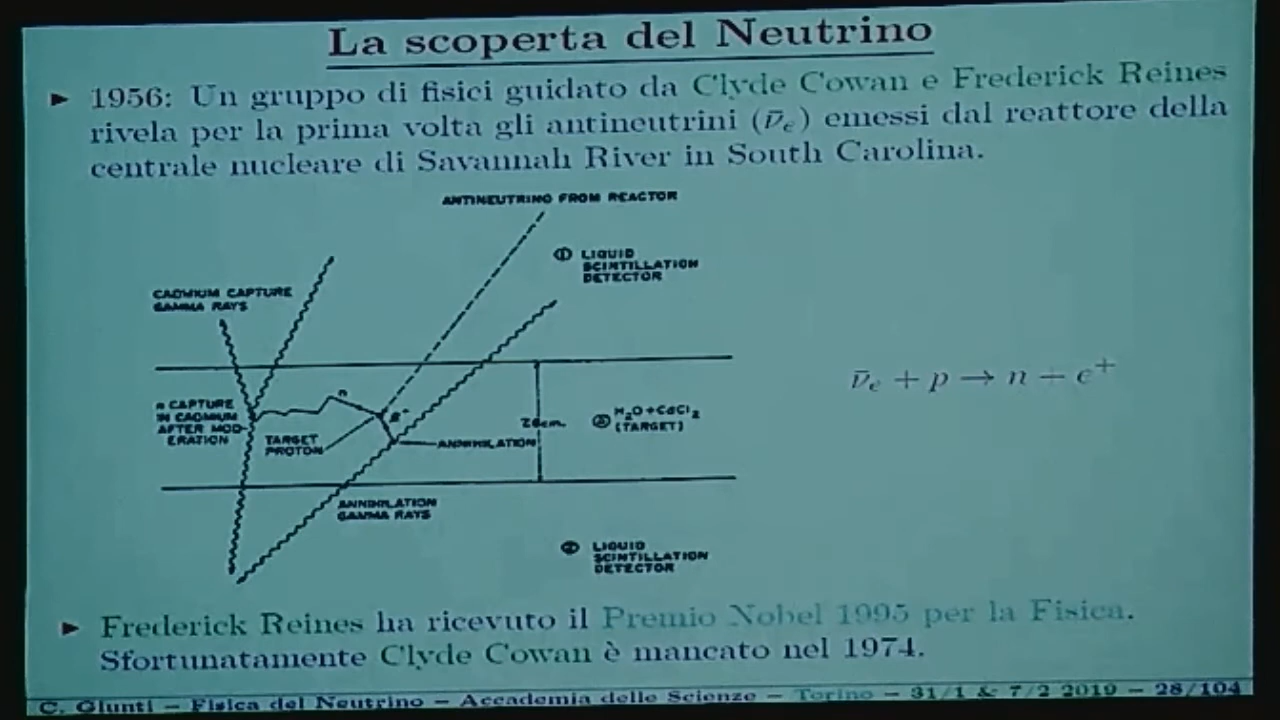 La scoperta del Neutrino
► 1956: Un gruppo di fisici guidato da Clyde Cowan e Frederick Reines
rivela per la prima volta gli antineutrini (ν̄e) emessi dal reattore della
centrale nucleare di Savannah River in South Carolina.
ANTINEUTRINO FROM REACTOR
① LIQUID
SCINTILLATION
DETECTOR
CADMIUM CAPTURE
GAMMA RAYS
ν̄e + p → n + e+
n
n CAPTURE
IN CADMIUM
AFTER MOD-
ERATION
TARGET
PROTON
ANNIHILATION
H2O+CdCl2
(TARGET)
ANNIHILATION
GAMMA RAYS
LIQUID
SCINTILLATION
DETECTOR
► Frederick Reines ha ricevuto il Premio Nobel 1995 per la Fisica.
Sfortunatamente Clyde Cowan è mancato nel 1974.
C. Giunti – Fisica del Neutrino – Accademia delle Scienze – Torino – 31/1 & 7/2 2019 – 28/104